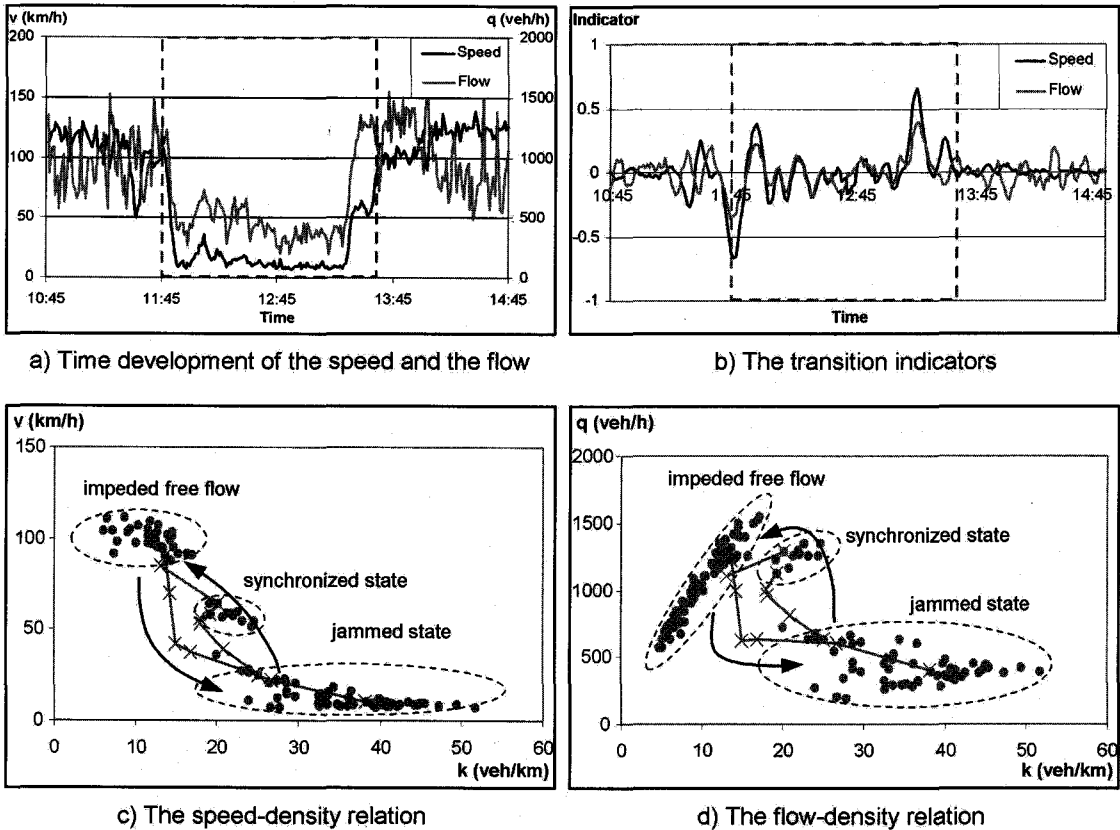 v (km/h)
q (veh/h)
200
2000
Speed
Flow
150
1500
100
1000
50
500
0
0
10:45
11:45
12:45
13:45
14:45
Time
a) Time development of the speed and the flow
Indicator
1
Speed
Flow
0.5
0
10:45
11:45
12:45
13:45
14:45
-0.5
-1
Time
b) The transition indicators
v (km/h)
150
impeded free flow
100
synchronized state
50
jammed state
0
0
10
20
30
40
50
60
k (veh/km)
c) The speed-density relation
q (veh/h)
2000
impeded free flow
1500
synchronized state
1000
jammed state
500
0
0
10
20
30
40
50
60
k (veh/km)
d) The flow-density relation